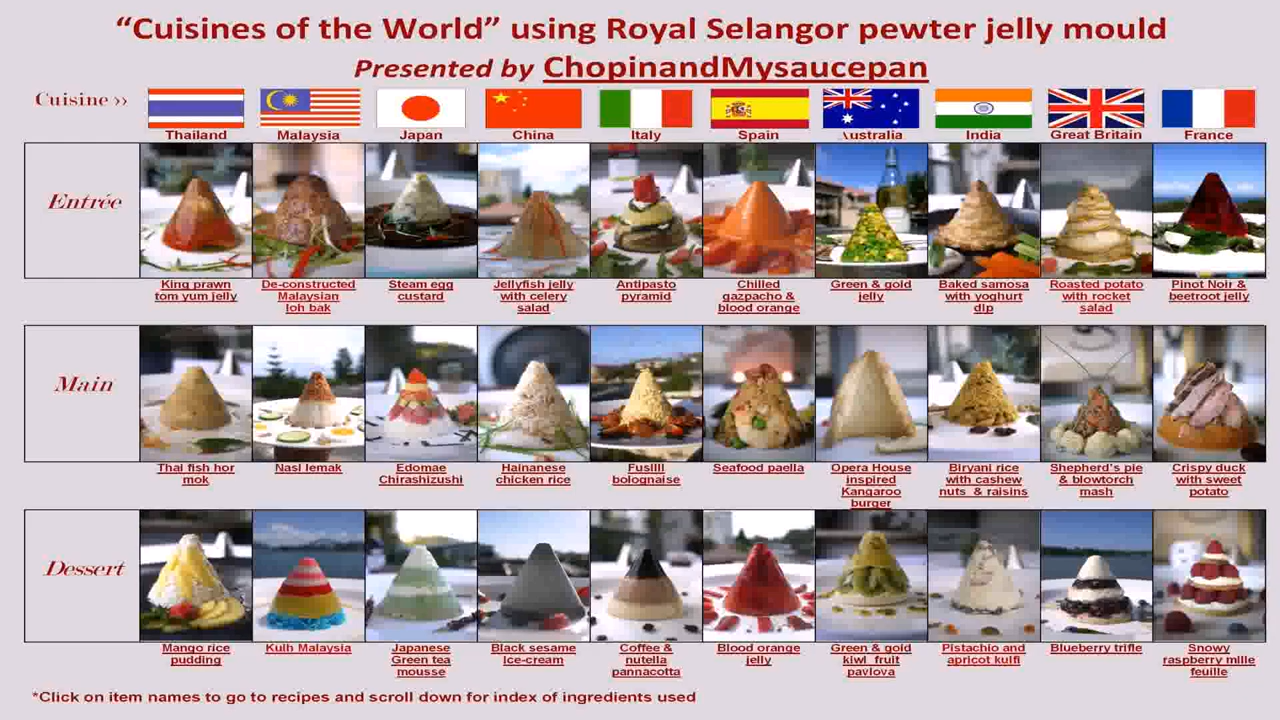 “Cuisines of the World” using Royal Selangor pewter jelly mould
Presented by ChopinandMysaucepan
Cuisine ››
Thailand Malaysia Japan China Italy Spain Australia India Great Britain France
Entrée
King prawn De-constructed Steam egg Jellyfish jelly Antipasto Chilled Green & gold Baked samosa Roasted potato Pinot Noir &
tom yum jelly Malaysian custard with celery pyramid gazpacho & jelly with yoghurt with rocket beetroot jelly
loh bak salad blood orange dip salad
Main
Thai fish hor Nasi lemak Edomae Hainanese Fusilli Seafood paella Opera House Biryani rice Shepherd's pie Crispy duck
mok Chirashizushi chicken rice bolognaise inspired with cashew & blowtorch with sweet
Kangaroo nuts & raisins mash potato
burger
Dessert
Mango rice Kuih Malaysia Japanese Black sesame Coffee & Blood orange Green & gold Pistachio and Blueberry trifle Snowy
pudding Green tea ice-cream nutella jelly kiwi fruit apricot kulfi raspberry mille
mousse pannacotta pavlova feuille
*Click on item names to go to recipes and scroll down for index of ingredients used